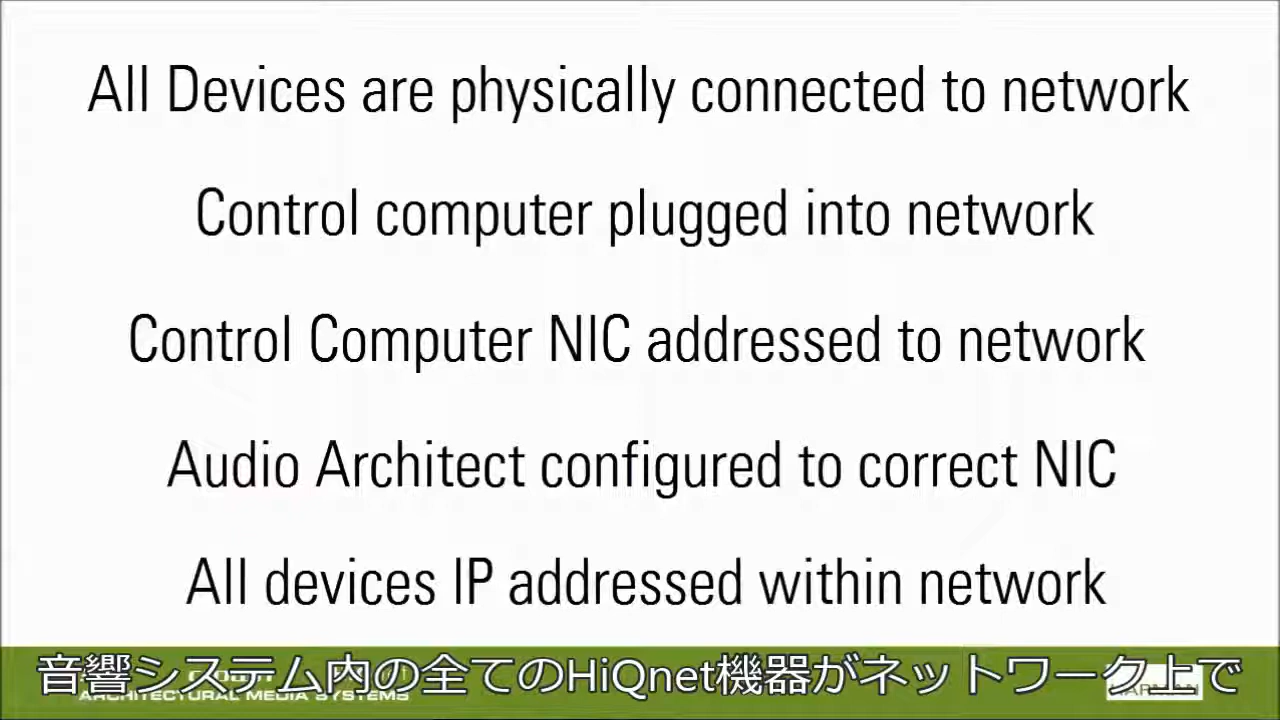 All Devices are physically connected to network
Control computer plugged into network
Control Computer NIC addressed to network
Audio Architect configured to correct NIC
All devices IP addressed within network
音響システム内の全てのHiQnet機器がネットワーク上で
ARCHITECTURAL MEDIA SYSTEMS